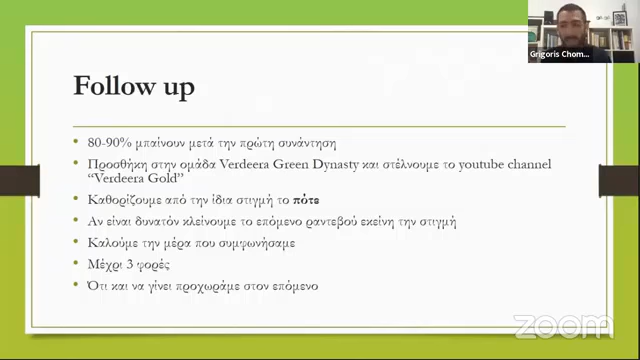 Grigoris Chom...
Follow up
• 80-90% μπαίνουν μετά την πρώτη συνάντηση
• Προσθήκη στην ομάδα Verdeera Green Dynasty και στέλνουμε το youtube channel
“Verdeera Gold”
• Καθορίζουμε από την ίδια στιγμή το πότε
• Αν είναι δυνατόν κλείνουμε το επόμενο ραντεβού εκείνη την στιγμή
• Καλούμε την μέρα που συμφωνήσαμε
• Μέχρι 3 φορές
• Ότι και να γίνει προχωράμε στον επόμενο
zoom